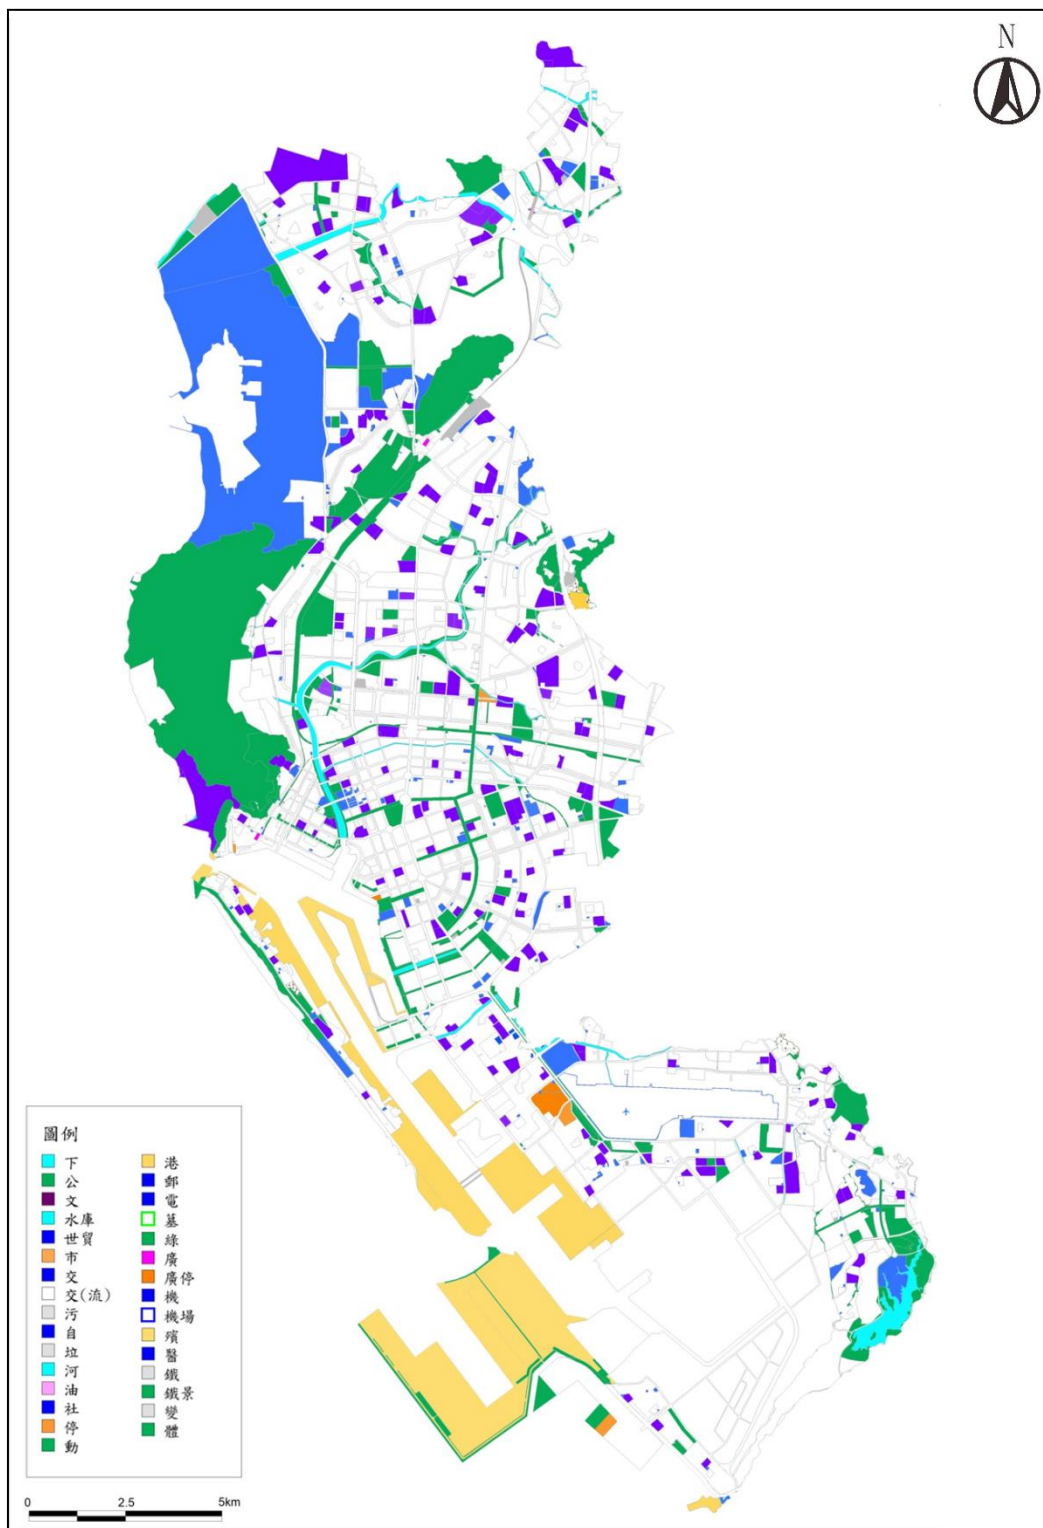 N
圖例
下
公
文
水庫
世貿
市
交
交(流)
污
自
垃
河
油
社
停
動
港
郵
電
墓
綠
廣
廣停
機
機場
殯
醫
鐵
鐵景
變
體
0 2.5 5km